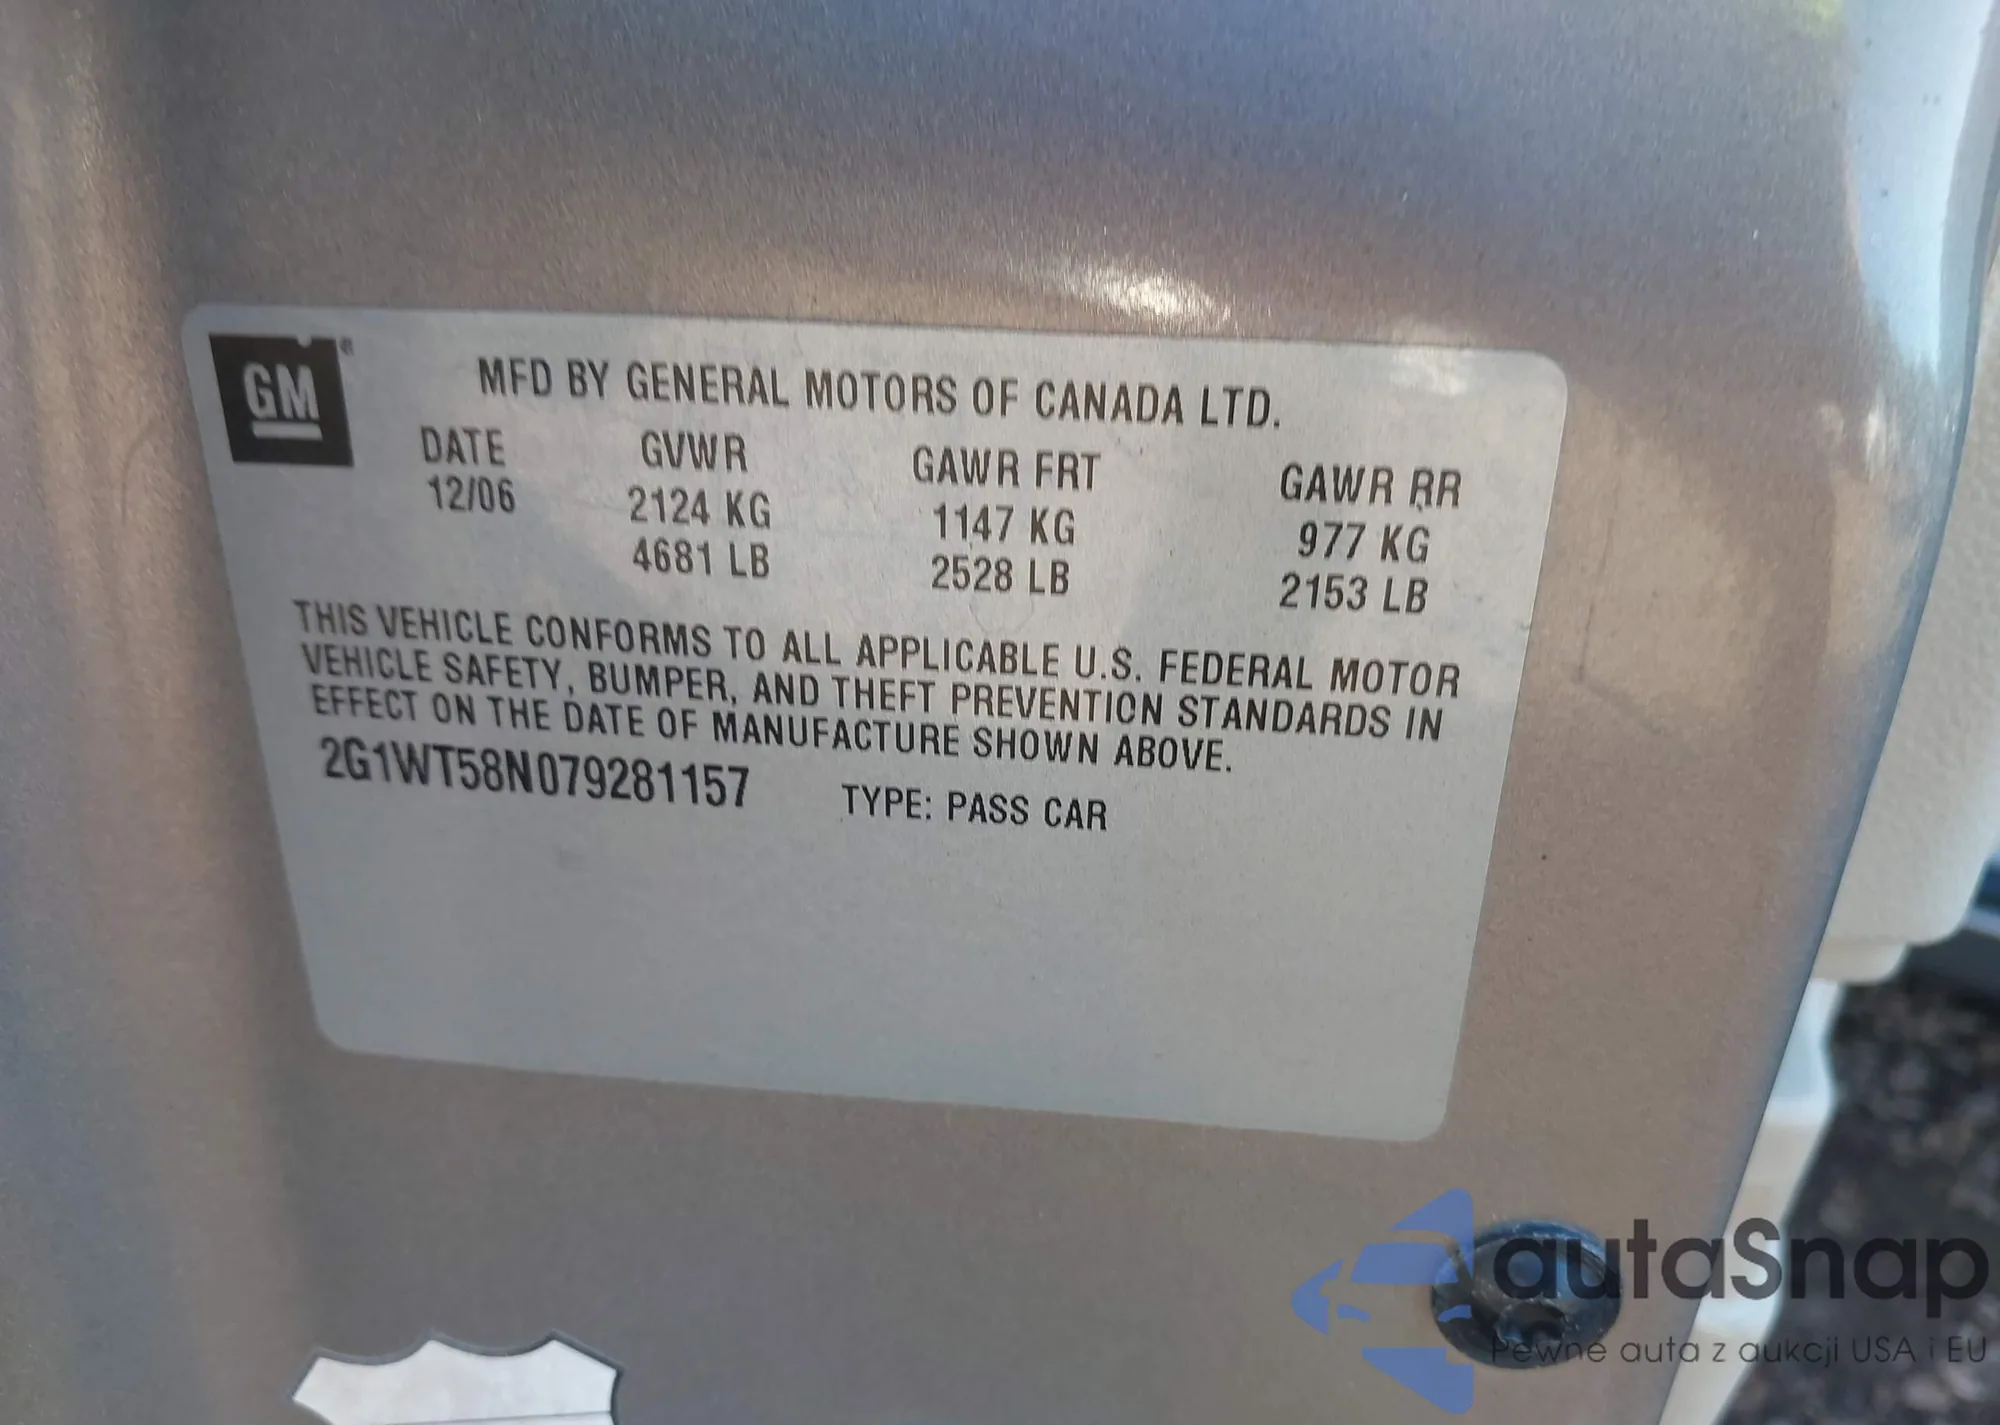 GM
MFD BY GENERAL MOTORS OF CANADA LTD.
DATE GVWR GAWR FRT GAWR RR
12/06 2124 KG 1147 KG 977 KG
4681 LB 2528 LB 2153 LB
THIS VEHICLE CONFORMS TO ALL APPLICABLE U.S. FEDERAL MOTOR
VEHICLE SAFETY, BUMPER, AND THEFT PREVENTION STANDARDS IN
EFFECT ON THE DATE OF MANUFACTURE SHOWN ABOVE.
2G1WT58N079281157 TYPE: PASS CAR
autaSnap
Pewne auta z aukcji USA i EU